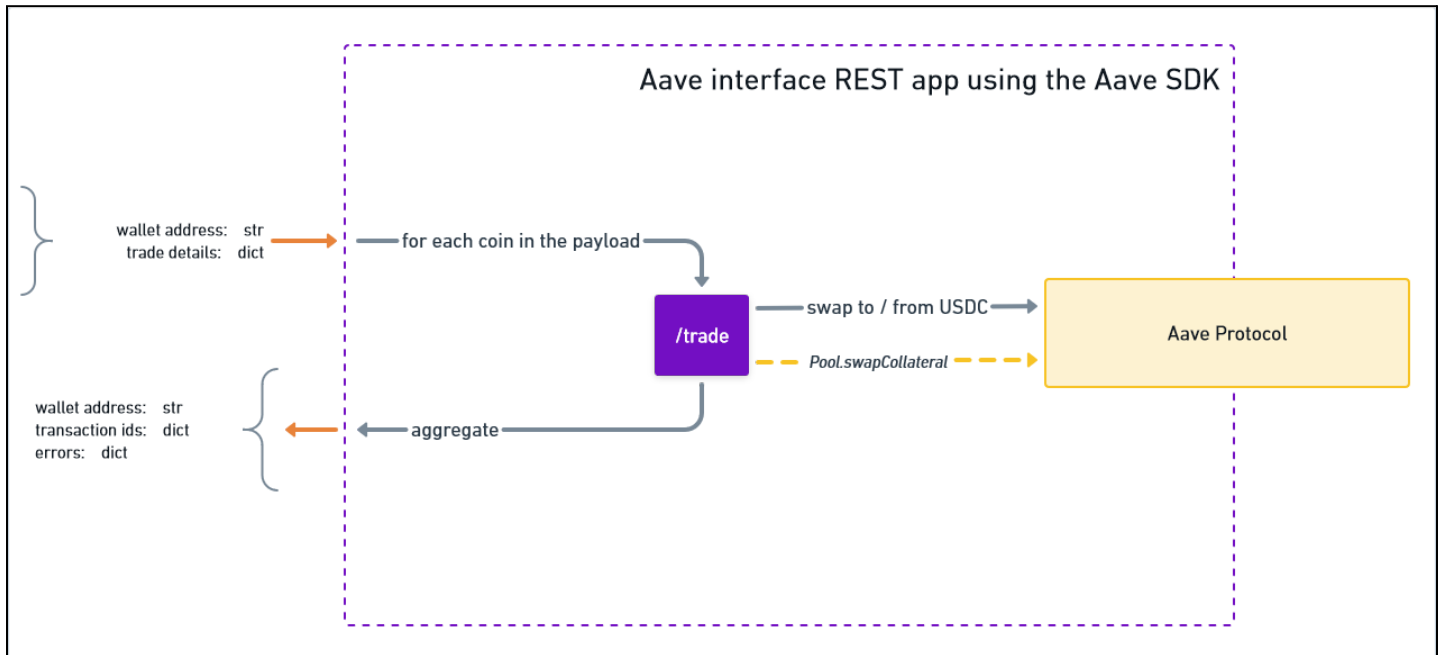 Aave interface REST app using the Aave SDK
wallet address: str
trade details: dict
for each coin in the payload
/trade
swap to / from USDC
Pool.swapCollateral
Aave Protocol
wallet address: str
transaction ids: dict
errors: dict
aggregate